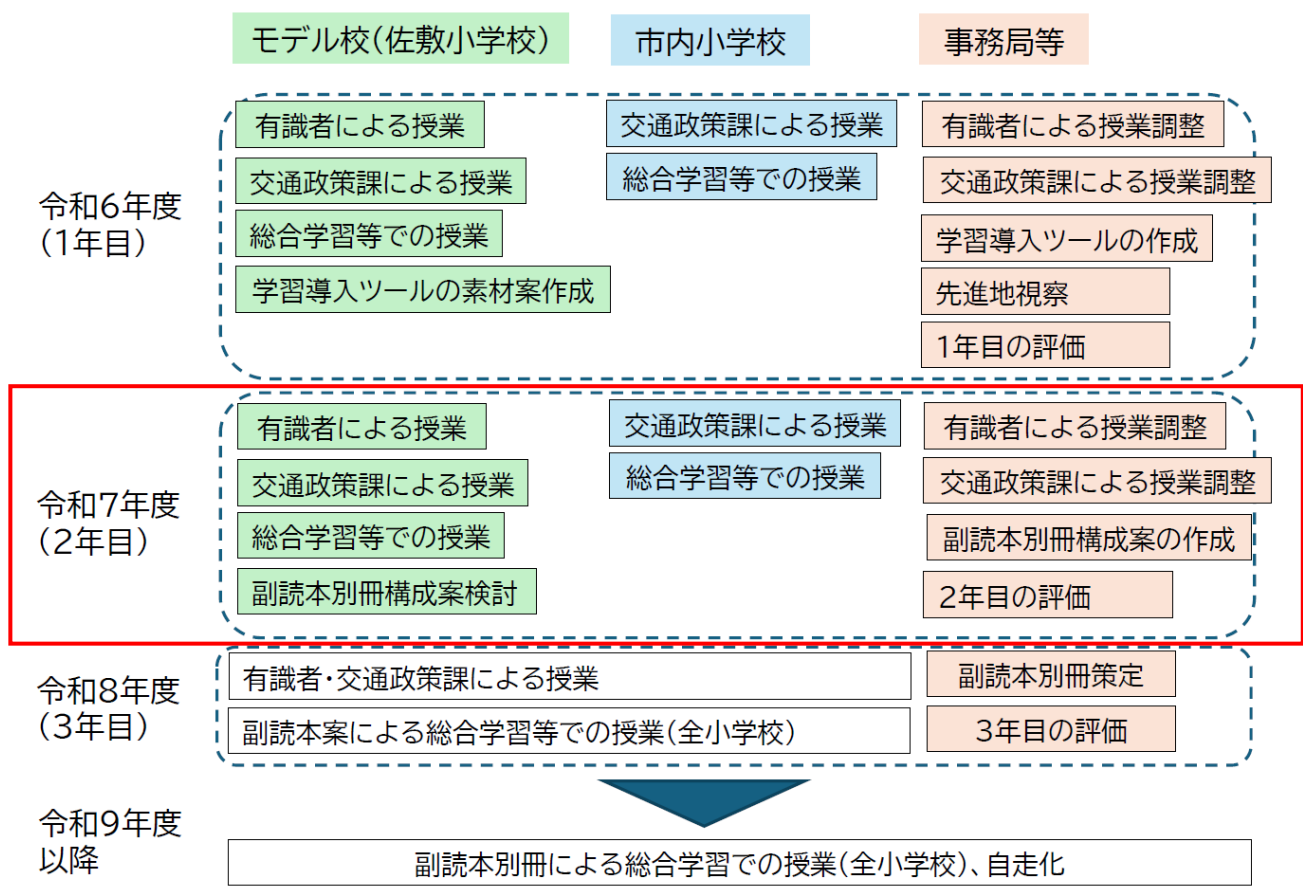 モデル校(佐敷小学校)
市内小学校
事務局等
令和6年度
(1年目)
有識者による授業
交通政策課による授業
総合学習等での授業
学習導入ツールの素材案作成
交通政策課による授業
総合学習等での授業
有識者による授業調整
交通政策課による授業調整
学習導入ツールの作成
先進地視察
1年目の評価
令和7年度
(2年目)
有識者による授業
交通政策課による授業
総合学習等での授業
副読本別冊構成案検討
交通政策課による授業
総合学習等での授業
有識者による授業調整
交通政策課による授業調整
副読本別冊構成案の作成
2年目の評価
令和8年度
(3年目)
有識者・交通政策課による授業
副読本案による総合学習等での授業(全小学校)
副読本別冊策定
3年目の評価
令和9年度
以降
副読本別冊による総合学習での授業(全小学校)、自走化